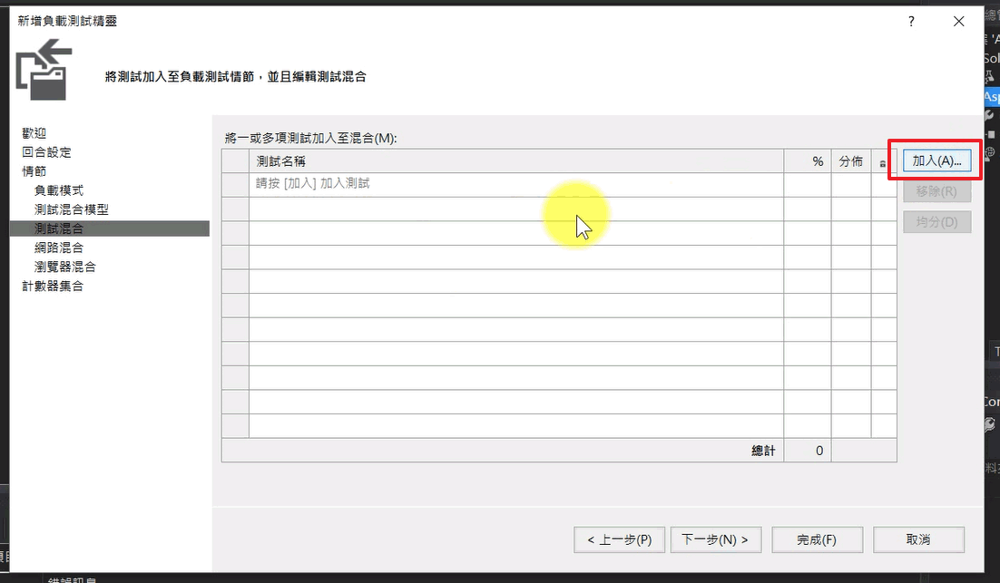 新增負載測試精靈
?
將測試加入至負載測試情節，並且編輯測試混合
歡迎
回合設定
情節
負載模式
測試混合模型
測試混合
網路混合
瀏覽器混合
計數器集合
將一或多項測試加入至混合(M):
測試名稱 % 分佈
請按 [加入] 加入測試
總計 0
加入(A)...
移除(R)
均分(D)
< 上一步(P) 下一步(N) > 完成(F) 取消
錯誤訊息